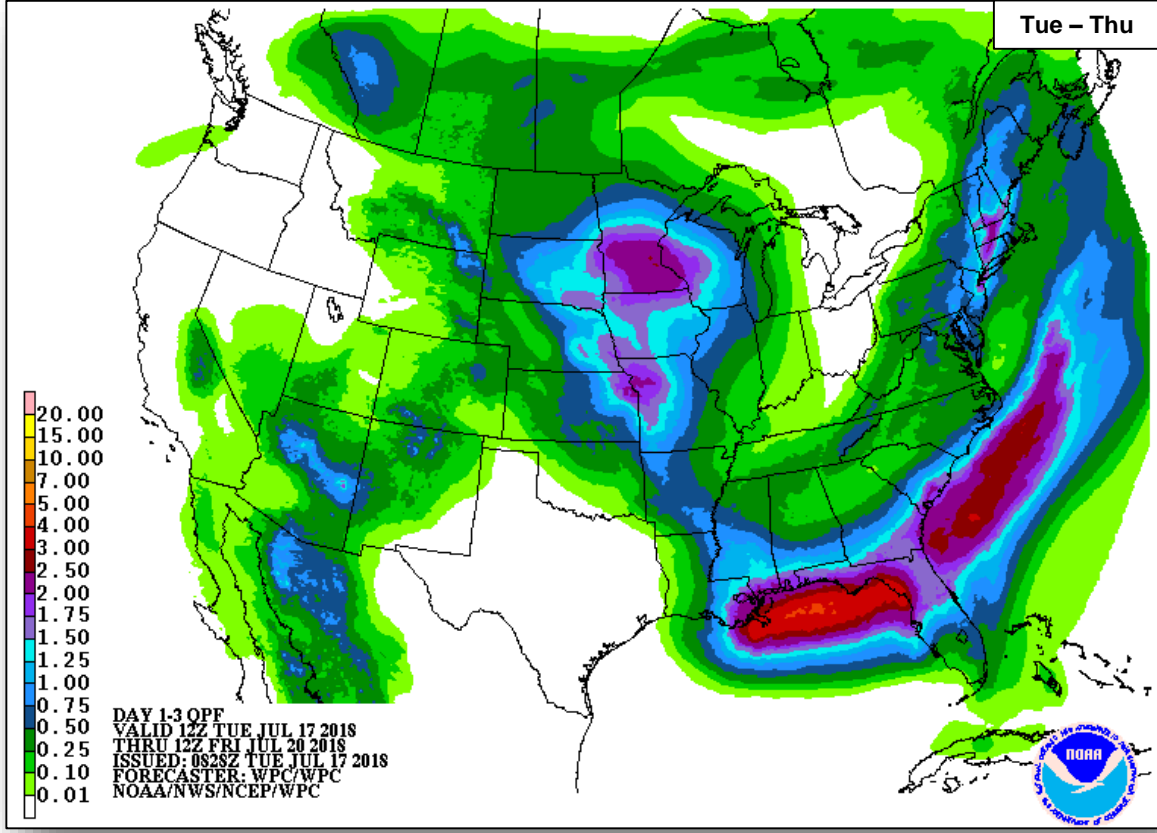 Tue – Thu
20.00
15.00
10.00
7.00
5.00
4.00
3.00
2.50
2.00
1.75
1.50
1.25
1.00
0.75
0.50
0.25
0.10
0.01
DAY 1-3 QPF
VALID 12Z TUE JUL 17 2018
THRU 12Z FRI JUL 20 2018
ISSUED: 0828Z TUE JUL 17 2018
FORECASTER: WPC/WPC
NOAA/NWS/NCEP/WPC
NOAA